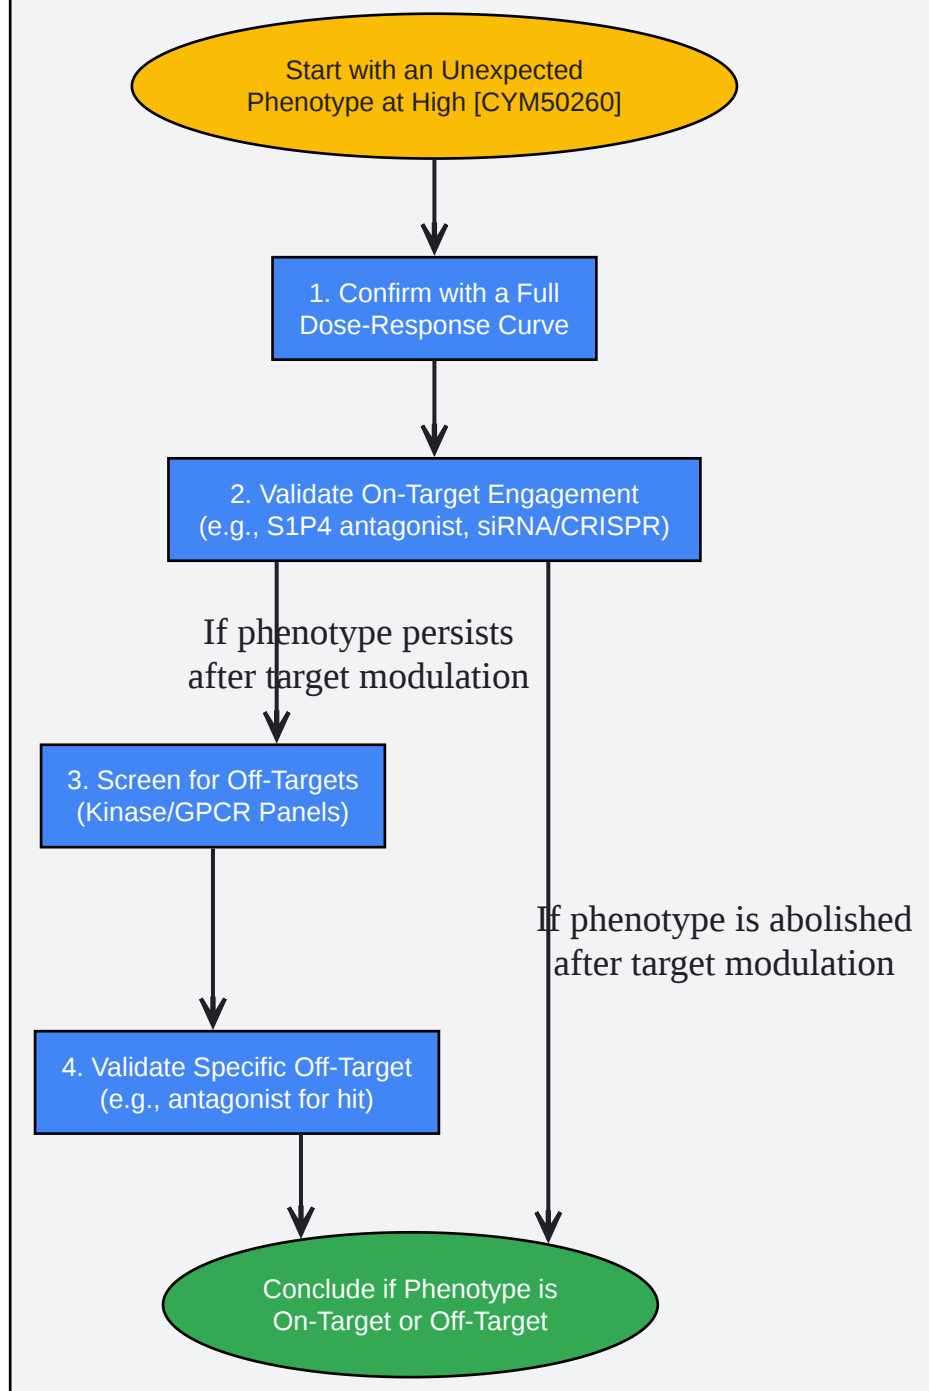 Start with an Unexpected
Phenotype at High [CYM50260]
1. Confirm with a Full
Dose-Response Curve
2. Validate On-Target Engagement
(e.g., S1P4 antagonist, siRNA/CRISPR)
If phenotype persists
after target modulation
3. Screen for Off-Targets
(Kinase/GPCR Panels)
If phenotype is abolished
after target modulation
4. Validate Specific Off-Target
(e.g., antagonist for hit)
Conclude if Phenotype is
On-Target or Off-Target